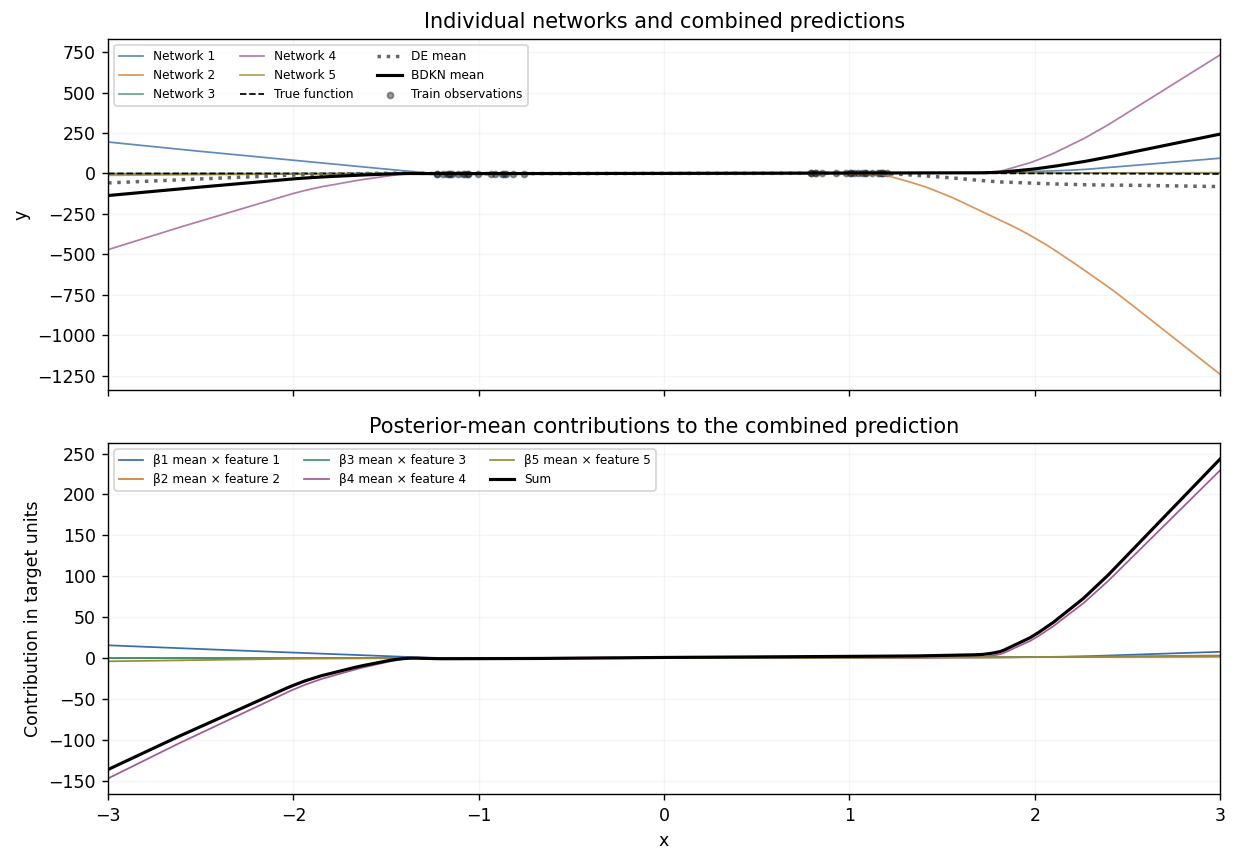 Individual networks and combined predictions
Network 1
Network 2
Network 3
Network 4
Network 5
True function
DE mean
BDKN mean
Train observations
750
500
250
0
−250
−500
−750
−1000
−1250
y
Posterior-mean contributions to the combined prediction
β1 mean × feature 1
β2 mean × feature 2
β3 mean × feature 3
β4 mean × feature 4
β5 mean × feature 5
Sum
250
200
150
100
50
0
−50
−100
−150
Contribution in target units
−3
−2
−1
0
1
2
3
x